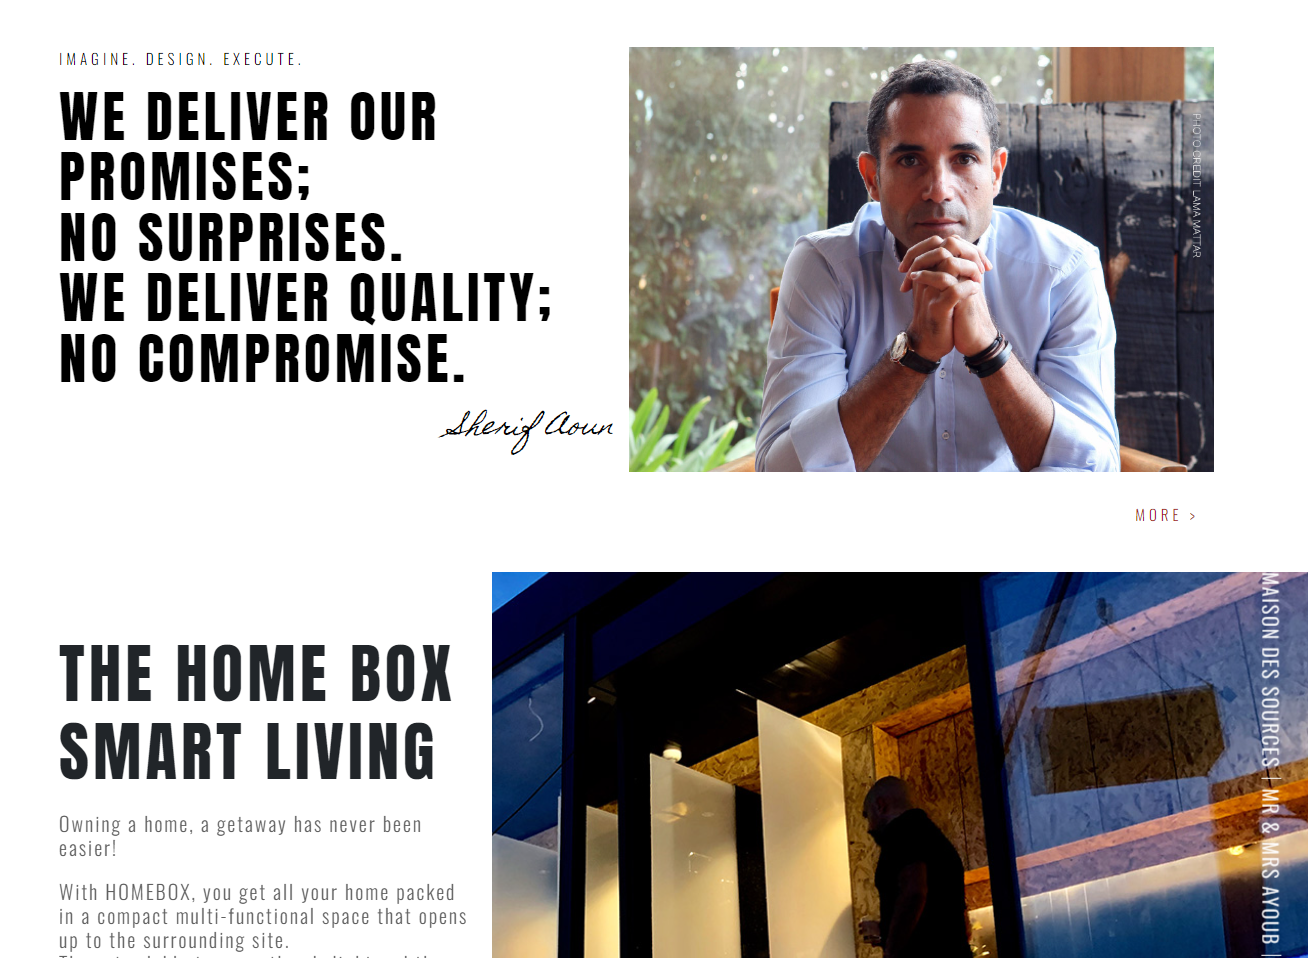 IMAGINE. DESIGN. EXECUTE.
WE DELIVER OUR
PROMISES;
NO SURPRISES.
WE DELIVER QUALITY;
NO COMPROMISE.
Sherif Aoun
PHOTO CREDIT LAMA MATTAR
MORE >
THE HOME BOX
SMART LIVING
Owning a home, a getaway has never been
easier!
With HOMEBOX, you get all your home packed
in a compact multi-functional space that opens
up to the surrounding site.
MAISON DES SOURCES | MR & MRS AYOUB |